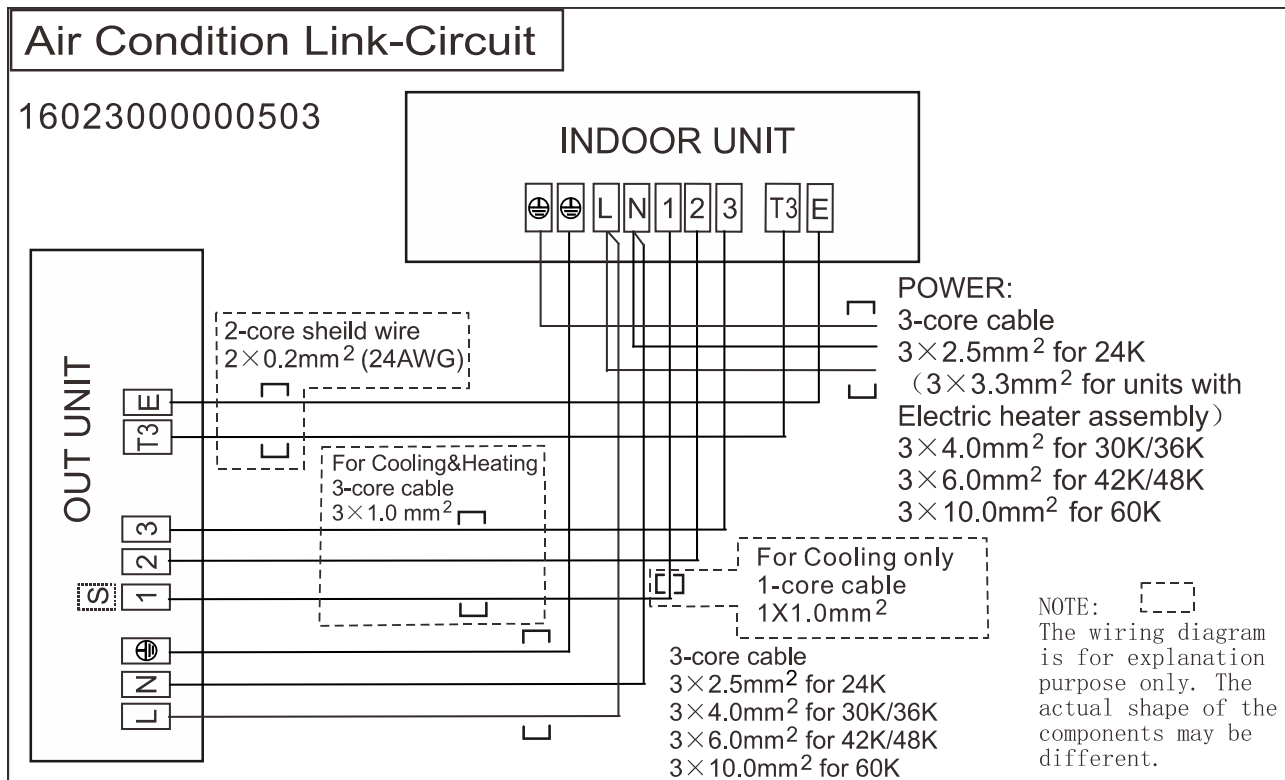 Air Condition Link-Circuit
16023000000503
INDOOR UNIT
L N 1 2 3 T3 E
OUT UNIT
E
T3
3
2
S 1
N
L
2-core sheild wire
2×0.2mm² (24AWG)
For Cooling&Heating
3-core cable
3×1.0 mm²
POWER:
3-core cable
3×2.5mm² for 24K
（3×3.3mm² for units with
Electric heater assembly）
3×4.0mm² for 30K/36K
3×6.0mm² for 42K/48K
3×10.0mm² for 60K
For Cooling only
1-core cable
1X1.0mm²
3-core cable
3×2.5mm² for 24K
3×4.0mm² for 30K/36K
3×6.0mm² for 42K/48K
3×10.0mm² for 60K
NOTE:
The wiring diagram
is for explanation
purpose only. The
actual shape of the
components may be
different.